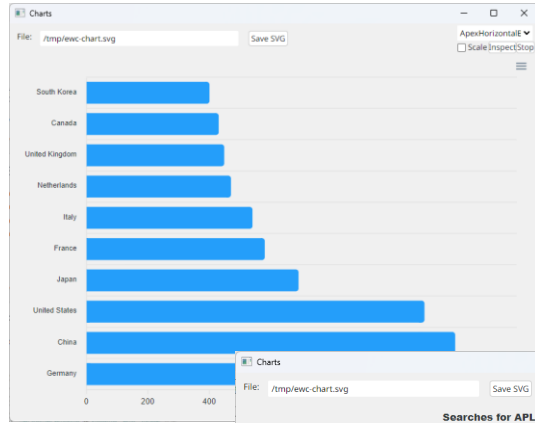 Charts
File: /tmp/ewc-chart.svg Save SVG
ApexHorizontalE
Scale Inspect Stop
South Korea
Canada
United Kingdom
Netherlands
Italy
France
Japan
United States
China
Germany
0 200 400
Charts
File: /tmp/ewc-chart.svg Save SVG
Searches for APL